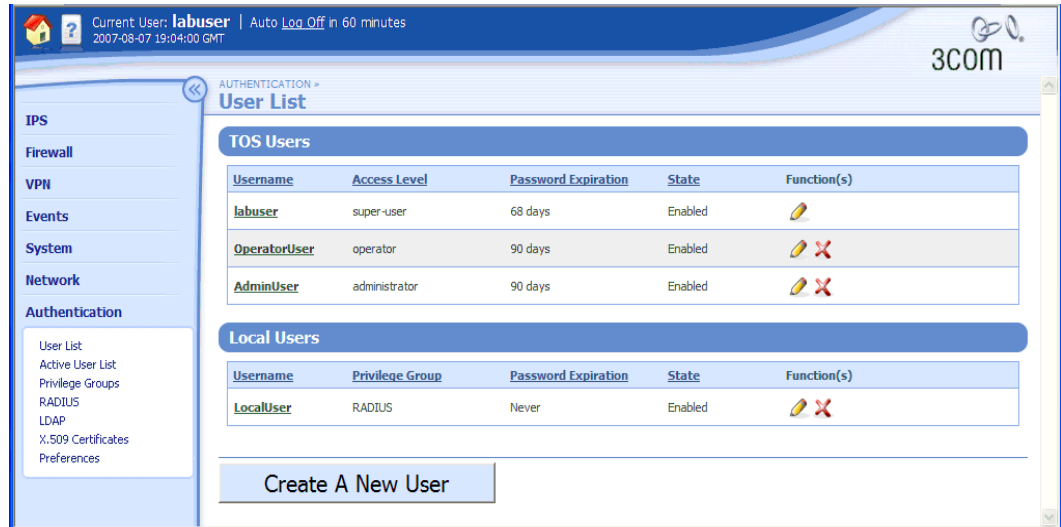 Current User: labuser | Auto Log Off in 60 minutes
2007-08-07 19:04:00 GMT
3COM
AUTHENTICATION »
User List
IPS
Firewall
VPN
Events
System
Network
Authentication
User List
Active User List
Privilege Groups
RADIUS
LDAP
X.509 Certificates
Preferences
TOS Users
Username Access Level Password Expiration State Function(s)
labuser super-user 68 days Enabled
OperatorUser operator 90 days Enabled
AdminUser administrator 90 days Enabled
Local Users
Username Privilege Group Password Expiration State Function(s)
LocalUser RADIUS Never Enabled
Create A New User